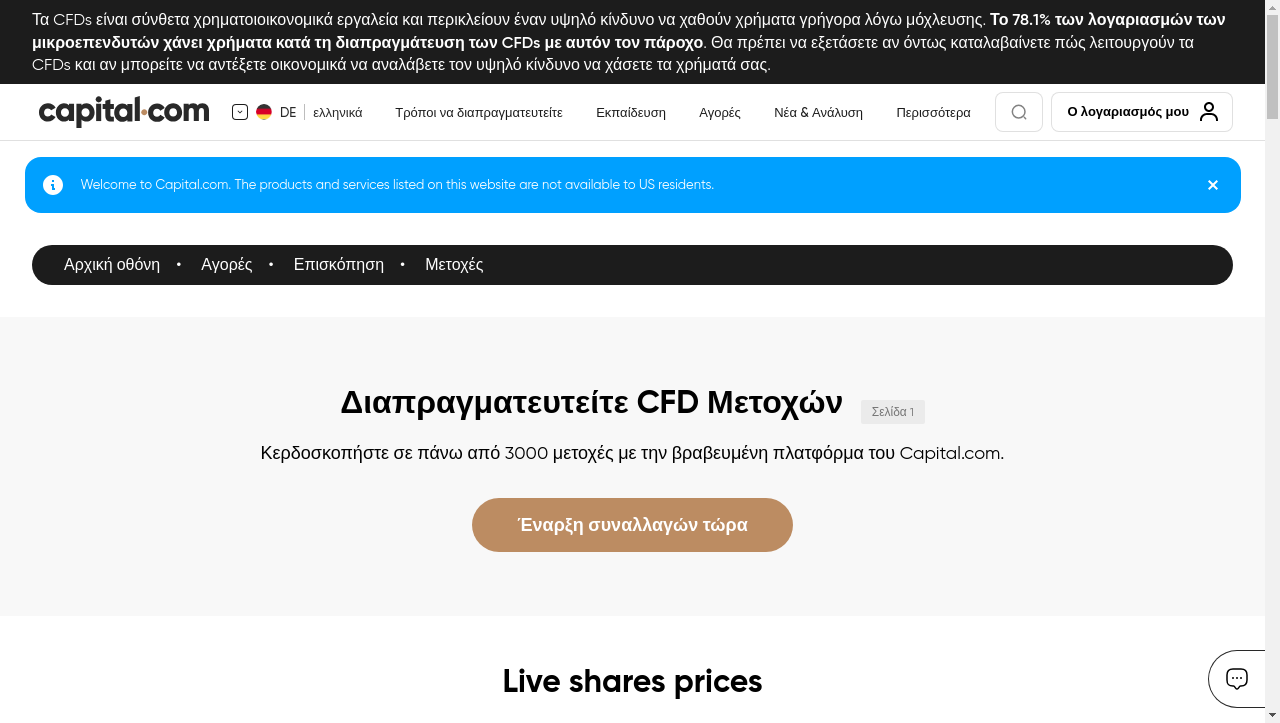 Τα CFDs είναι σύνθετα χρηματοιοικονομικά εργαλεία και περικλείουν έναν υψηλό κίνδυνο να χαθούν χρήματα γρήγορα λόγω μόχλευσης. Το 78.1% των λογαριασμών των
μικροεπενδυτών χάνει χρήματα κατά τη διαπραγμάτευση των CFDs με αυτόν τον πάροχο. Θα πρέπει να εξετάσετε αν όντως καταλαβαίνετε πώς λειτουργούν τα
CFDs και αν μπορείτε να αντέξετε οικονομικά να αναλάβετε τον υψηλό κίνδυνο να χάσετε τα χρήματά σας.
capital.com DE ελληνικά Τρόποι να διαπραγματευτείτε Εκπαίδευση Αγορές Νέα & Ανάλυση Περισσότερα Ο λογαριασμός μου
Welcome to Capital.com. The products and services listed on this website are not available to US residents.
Αρχική οθόνη • Αγορές • Επισκόπηση • Μετοχές
Διαπραγματευτείτε CFD Μετοχών Σελίδα 1
Κερδοσκοπήστε σε πάνω από 3000 μετοχές με την βραβευμένη πλατφόρμα του Capital.com.
Έναρξη συναλλαγών τώρα
Live shares prices